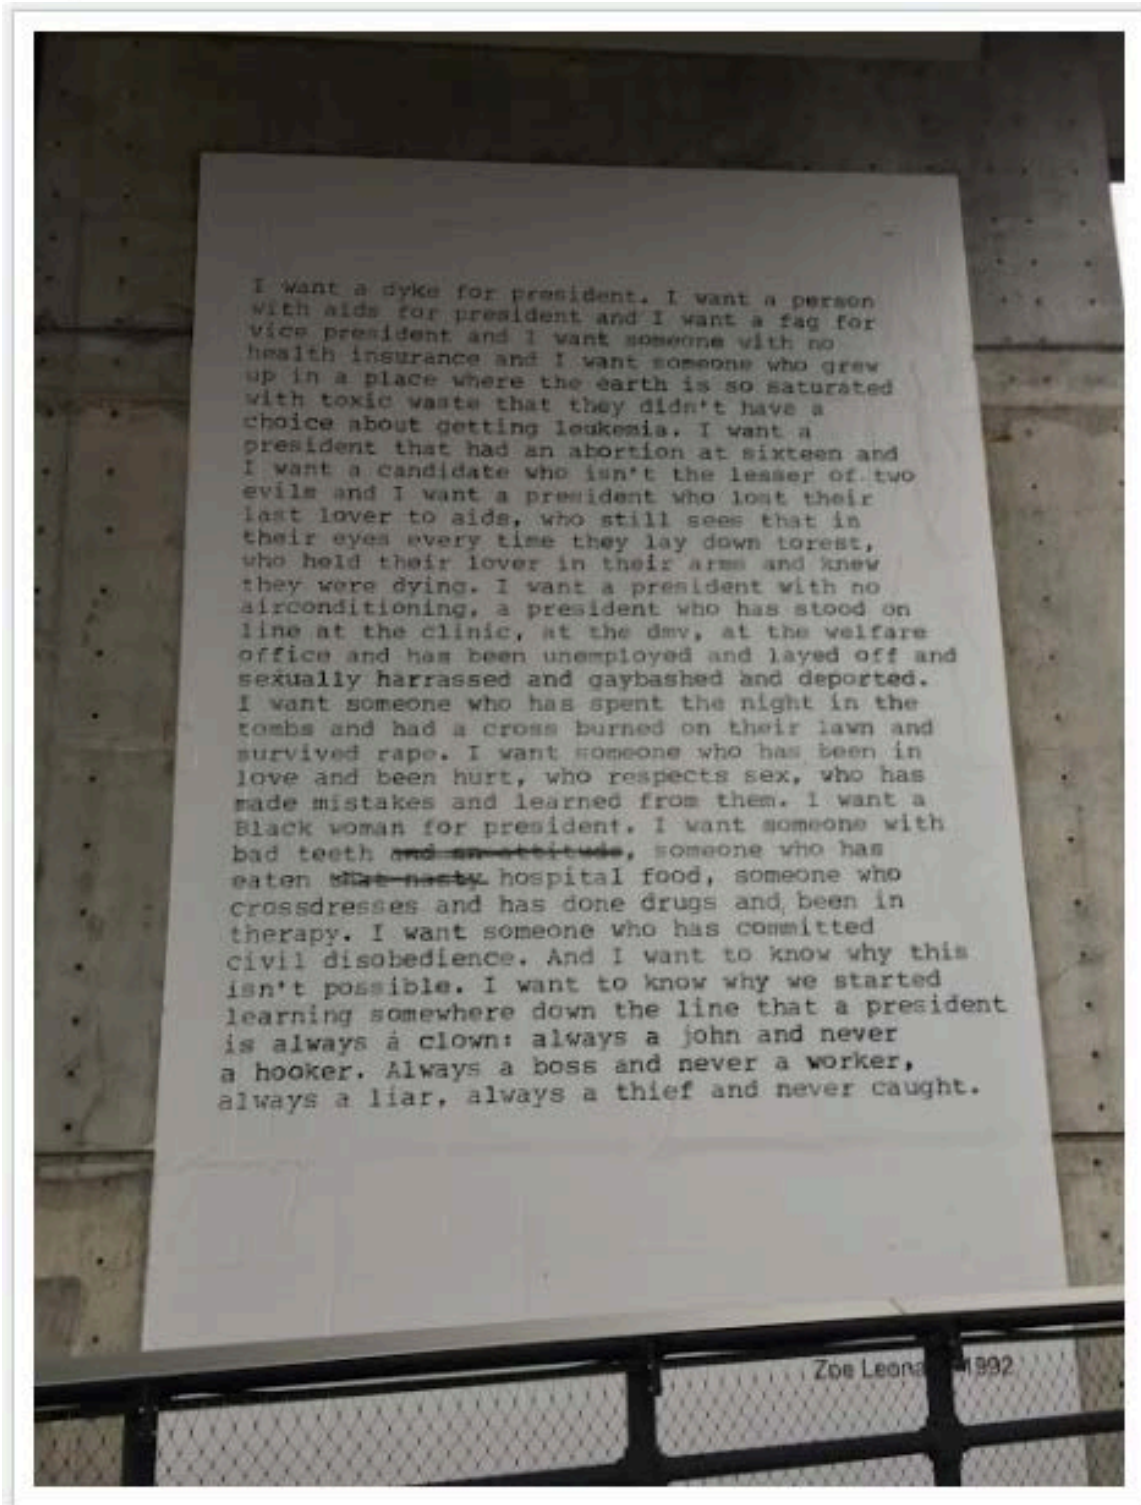 I want a dyke for president. I want a person
with aids for president and I want a fag for
vice president and I want someone with no
health insurance and I want someone who grew
up in a place where the earth is so saturated
with toxic waste that they didn't have a
choice about getting leukemia. I want a
president that had an abortion at sixteen and
I want a candidate who isn't the lesser of two
evils and I want a president who lost their
last lover to aids, who still sees that in
their eyes every time they lay down torest,
who held their lover in their arms and knew
they were dying. I want a president with no
airconditioning, a president who has stood on
line at the clinic, at the dmv, at the welfare
office and has been unemployed and layed off and
sexually harrassed and gaybashed and deported.
I want someone who has spent the night in the
tombs and had a cross burned on their lawn and
survived rape. I want someone who has been in
love and been hurt, who respects sex, who has
made mistakes and learned from them. I want a
Black woman for president. I want someone with
bad teeth and an attitude, someone who has
eaten that nasty hospital food, someone who
crossdresses and has done drugs and been in
therapy. I want someone who has committed
civil disobedience. And I want to know why this
isn't possible. I want to know why we started
learning somewhere down the line that a president
is always a clown: always a john and never
a hooker. Always a boss and never a worker,
always a liar, always a thief and never caught.
Zoe Leona 1992